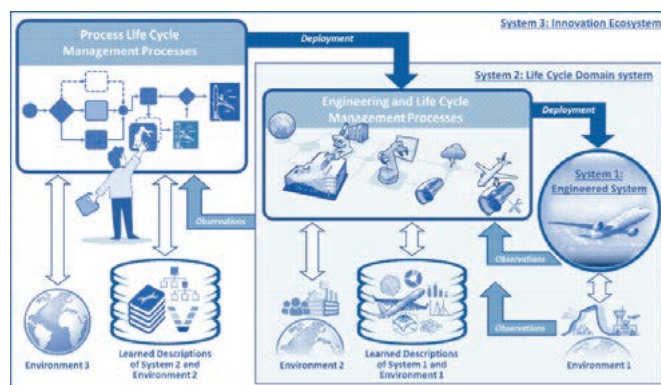 System 3: Innovation Ecosystem
Process Life Cycle
Management Processes
Deployment
System 2: Life Cycle Domain system
Engineering and Life Cycle
Management Processes
Deployment
System 1:
Engineered System
Observations
Observations
Observations
Environment 3
Learned Descriptions
of System 2 and
Environment 2
Environment 2
Learned Descriptions
of System 1 and
Environment 1
Environment 1